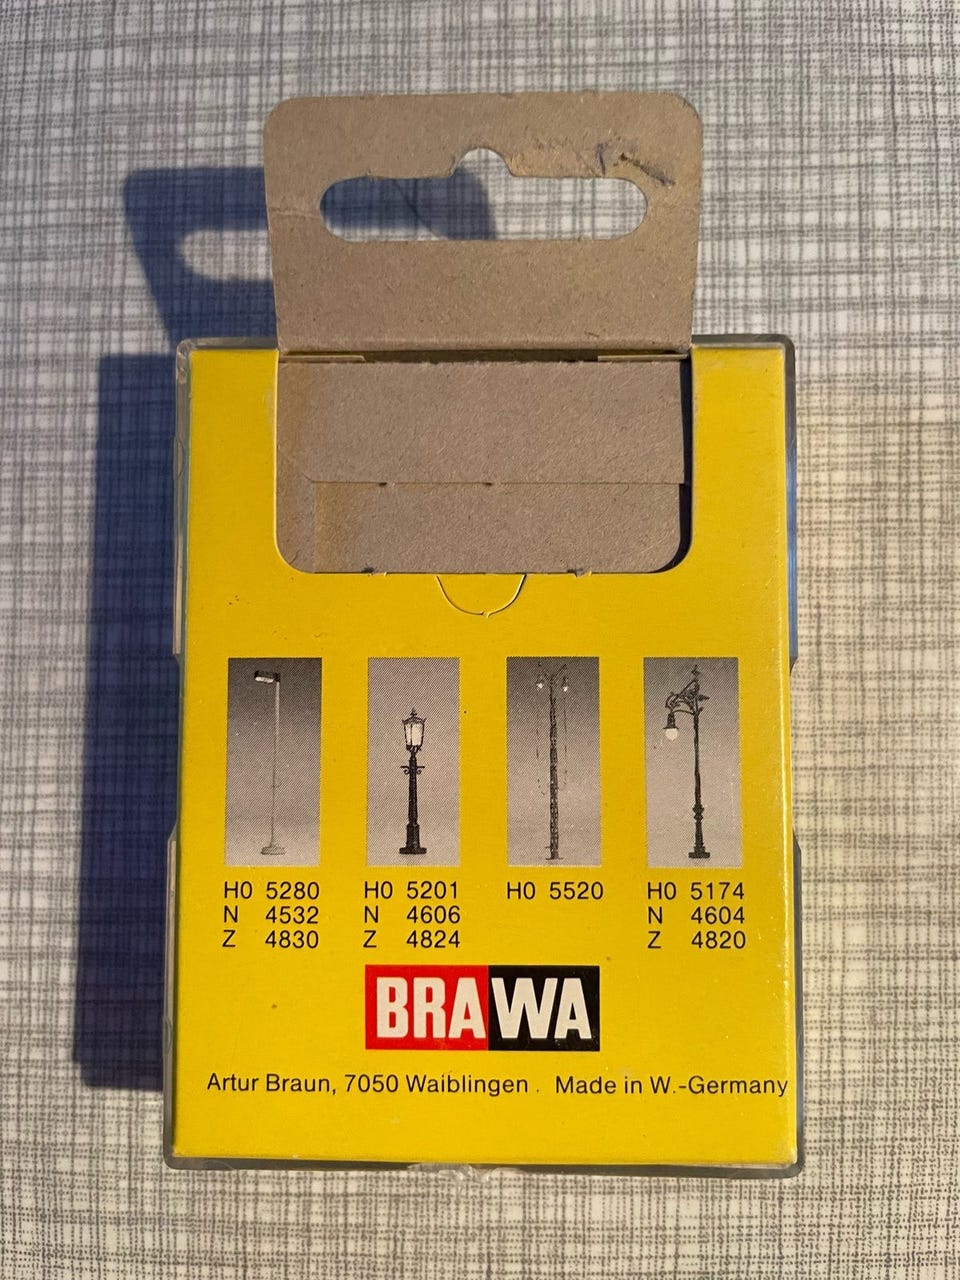 H0 5280
N 4532
Z 4830
H0 5201
N 4606
Z 4824
H0 5520
H0 5174
N 4604
Z 4820
BRAWA
Artur Braun, 7050 Waiblingen . Made in W.-Germany